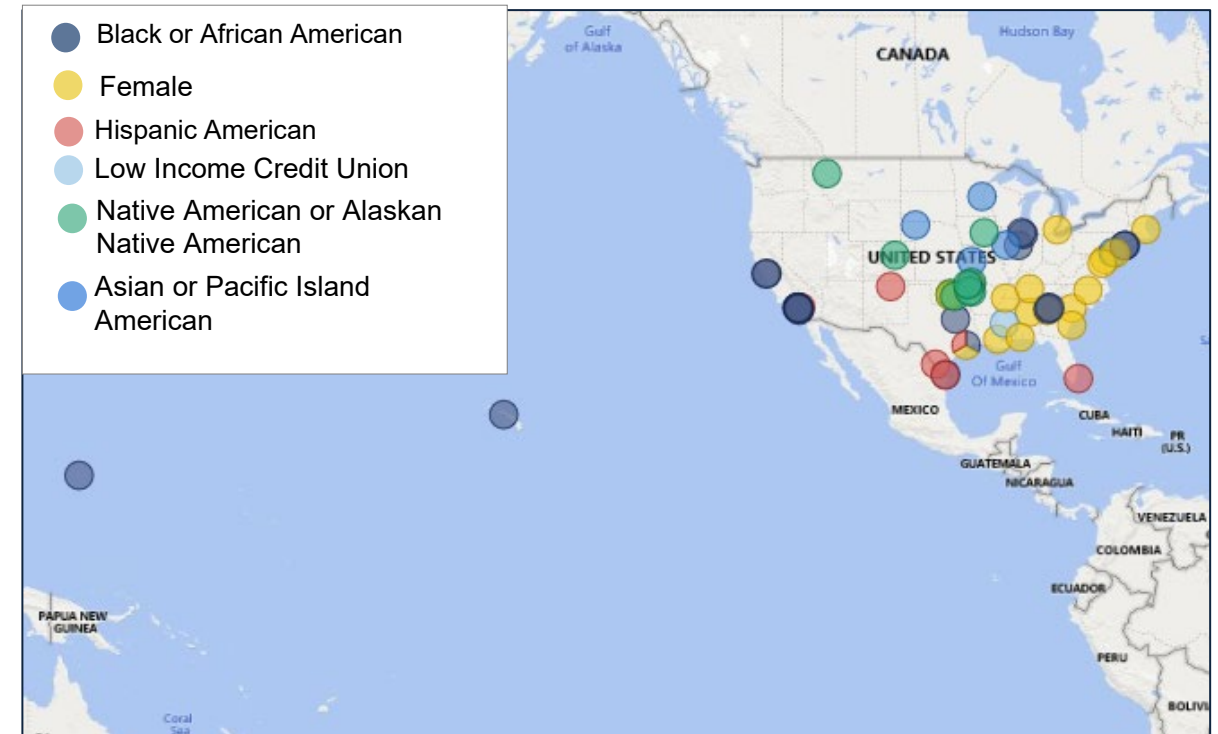 Black or African American
Female
Hispanic American
Low Income Credit Union
Native American or Alaskan
Native American
Asian or Pacific Island
American
Gulf
of Alaska
Hudson Bay
CANADA
UNITED STATES
Gulf
Of Mexico
MEXICO
CUBA
HAITI
PR
(U.S.)
GUATEMALA
NICARAGUA
VENEZUELA
COLOMBIA
ECUADOR
PAPUA NEW
GUINEA
PERU
BOLIVI
Coral
Sea